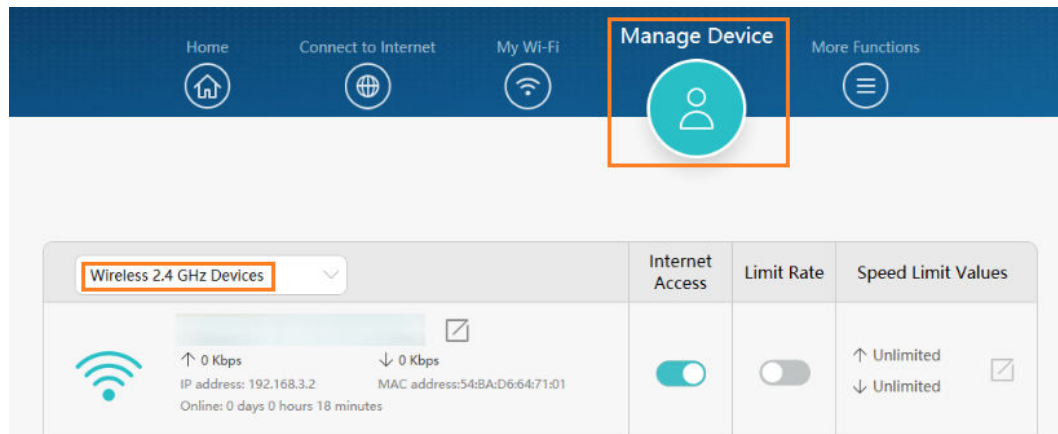 Home
Connect to Internet
My Wi-Fi
Manage Device
More Functions
Wireless 2.4 GHz Devices
Internet
Access
Limit Rate
Speed Limit Values
↑ 0 Kbps
↓ 0 Kbps
IP address: 192.168.3.2
MAC address:54:BA:D6:64:71:01
Online: 0 days 0 hours 18 minutes
↑ Unlimited
↓ Unlimited